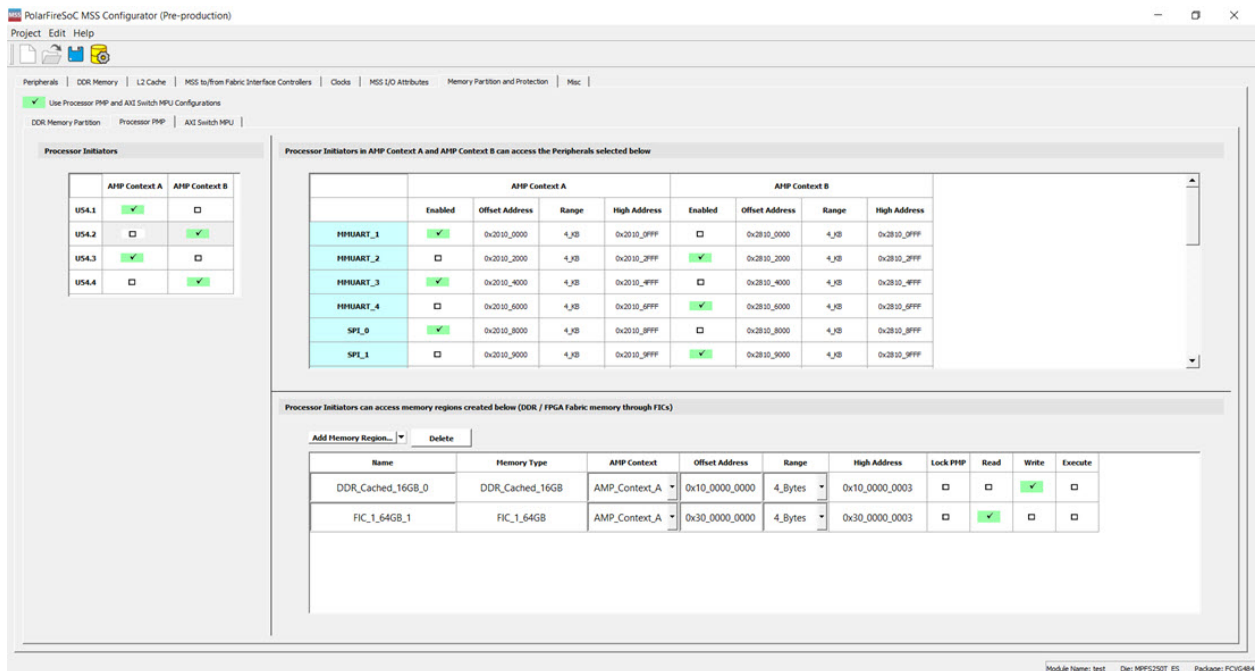 MSS PolarFireSoC MSS Configurator (Pre-production)
Project Edit Help
Peripherals | DDR Memory | L2 Cache | MSS to/from Fabric Interface Controllers | Clocks | MSS I/O Attributes | Memory Partition and Protection | Misc |
Use Processor PMP and AXI Switch MPU Configurations
DDR Memory Partition | Processor PMP | AXI Switch MPU |
Processor Initiators
AMP Context A AMP Context B
U54.1
U54.2
U54.3
U54.4
Processor Initiators in AMP Context A and AMP Context B can access the Peripherals selected below
AMP Context A AMP Context B
Enabled Offset Address Range High Address Enabled Offset Address Range High Address
MMUART_1 0x2010_0000 4_KB 0x2010_0FFF 0x2810_0000 4_KB 0x2810_0FFF
MMUART_2 0x2010_2000 4_KB 0x2010_2FFF 0x2810_2000 4_KB 0x2810_2FFF
MMUART_3 0x2010_4000 4_KB 0x2010_4FFF 0x2810_4000 4_KB 0x2810_4FFF
MMUART_4 0x2010_6000 4_KB 0x2010_6FFF 0x2810_6000 4_KB 0x2810_6FFF
SPI_0 0x2010_8000 4_KB 0x2010_8FFF 0x2810_8000 4_KB 0x2810_8FFF
SPI_1 0x2010_9000 4_KB 0x2010_9FFF 0x2810_9000 4_KB 0x2810_9FFF
Processor Initiators can access memory regions created below (DDR / FPGA Fabric memory through FICs)
Add Memory Region... Delete
Name Memory Type AMP Context Offset Address Range High Address Lock PMP Read Write Execute
DDR_Cached_16GB_0 DDR_Cached_16GB AMP_Context_A 0x10_0000_0000 4_Bytes 0x10_0000_0003
FIC_1_64GB_1 FIC_1_64GB AMP_Context_A 0x30_0000_0000 4_Bytes 0x30_0000_0003
Module Name: test Die: MPFS250T_ES Package: FCVG484